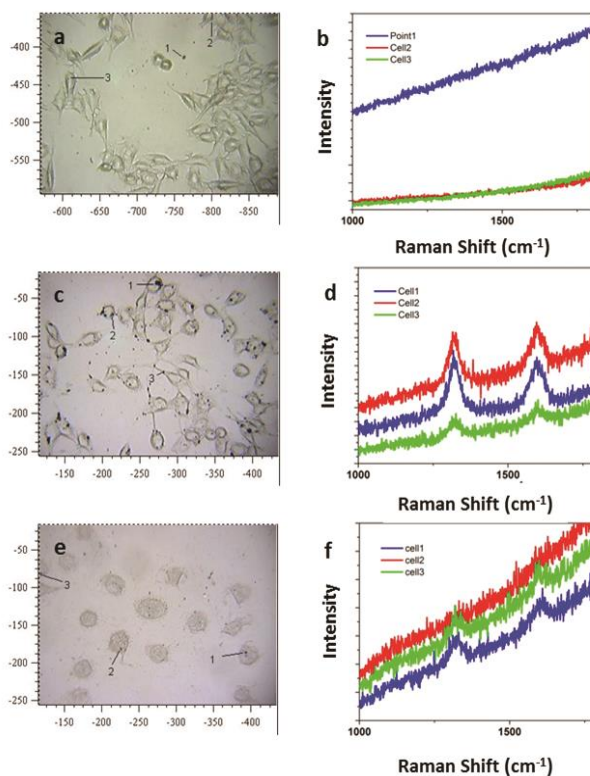 a
1
2
3
-400
-450
-500
-550
-600 -650 -700 -750 -800 -850
b
Point1
Cell2
Cell3
Intensity
1000 1500
Raman Shift (cm-1)
c
1
2
3
-50
-100
-150
-200
-250
-150 -200 -250 -300 -350 -400
d
Cell1
Cell2
Cell3
Intensity
1000 1500
Raman Shift (cm-1)
e
3
2
1
-50
-100
-150
-200
-250
-150 -200 -250 -300 -350 -400
f
cell1
cell2
cell3
Intensity
1000 1500
Raman Shift (cm-1)